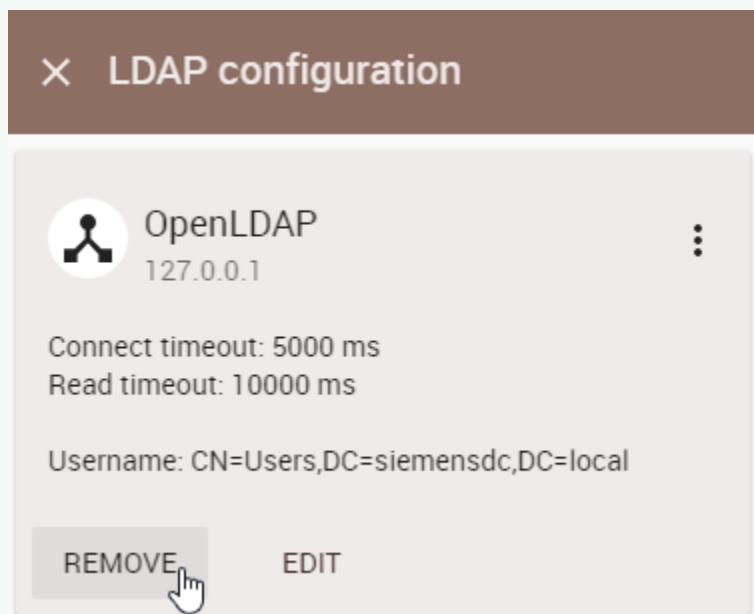 LDAP configuration
OpenLDAP
127.0.0.1
Connect timeout: 5000 ms
Read timeout: 10000 ms
Username: CN=Users,DC=siemensdc,DC=local
REMOVE
EDIT